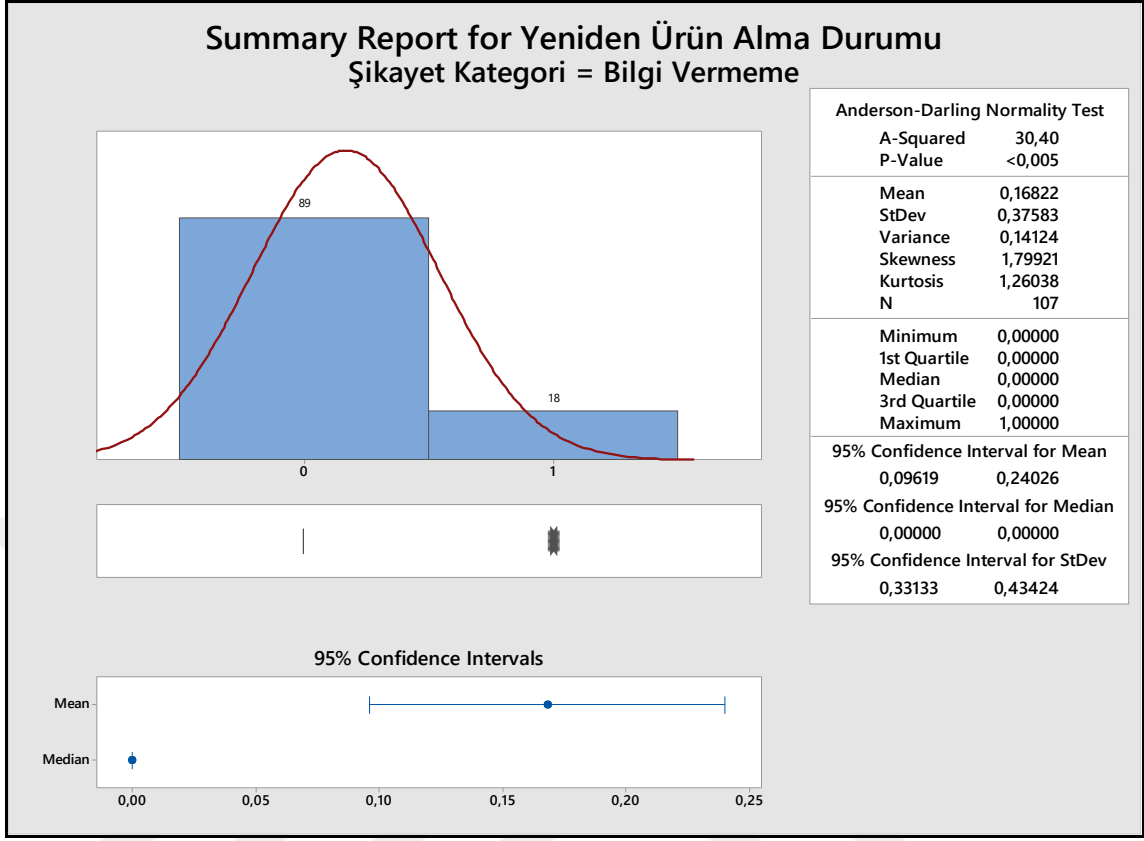 Summary Report for Yeniden Ürün Alma Durumu
Şikayet Kategori = Bilgi Vermeme
89
18
0 1
95% Confidence Intervals
Mean
Median
0,00 0,05 0,10 0,15 0,20 0,25
Anderson-Darling Normality Test
A-Squared 30,40
P-Value <0,005
Mean 0,16822
StDev 0,37583
Variance 0,14124
Skewness 1,79921
Kurtosis 1,26038
N 107
Minimum 0,00000
1st Quartile 0,00000
Median 0,00000
3rd Quartile 0,00000
Maximum 1,00000
95% Confidence Interval for Mean
0,09619 0,24026
95% Confidence Interval for Median
0,00000 0,00000
95% Confidence Interval for StDev
0,33133 0,43424